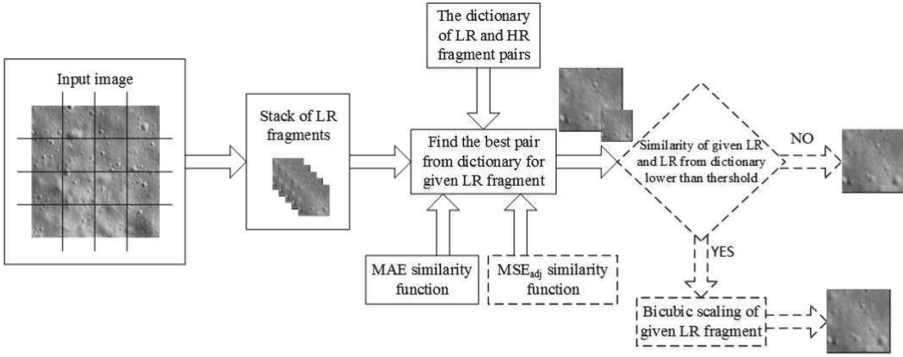 The dictionary
of LR and HR
fragment pairs
Input image
Stack of LR
fragments
Find the best pair
from dictionary for
given LR fragment
Similarity of given LR
and LR from dictionary
lower than thershold
NO
YES
MAE similarity
function
MSEadj similarity
function
Bicubic scaling of
given LR fragment